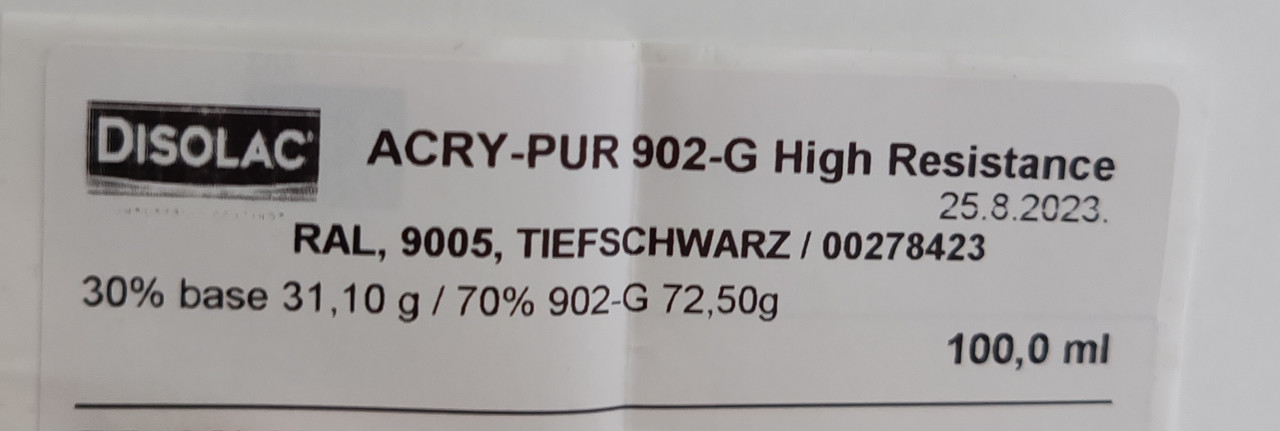 DISOLAC
ACRY-PUR 902-G High Resistance
25.8.2023.
RAL, 9005, TIEFSCHWARZ / 00278423
30% base 31,10 g / 70% 902-G 72,50g
100,0 ml